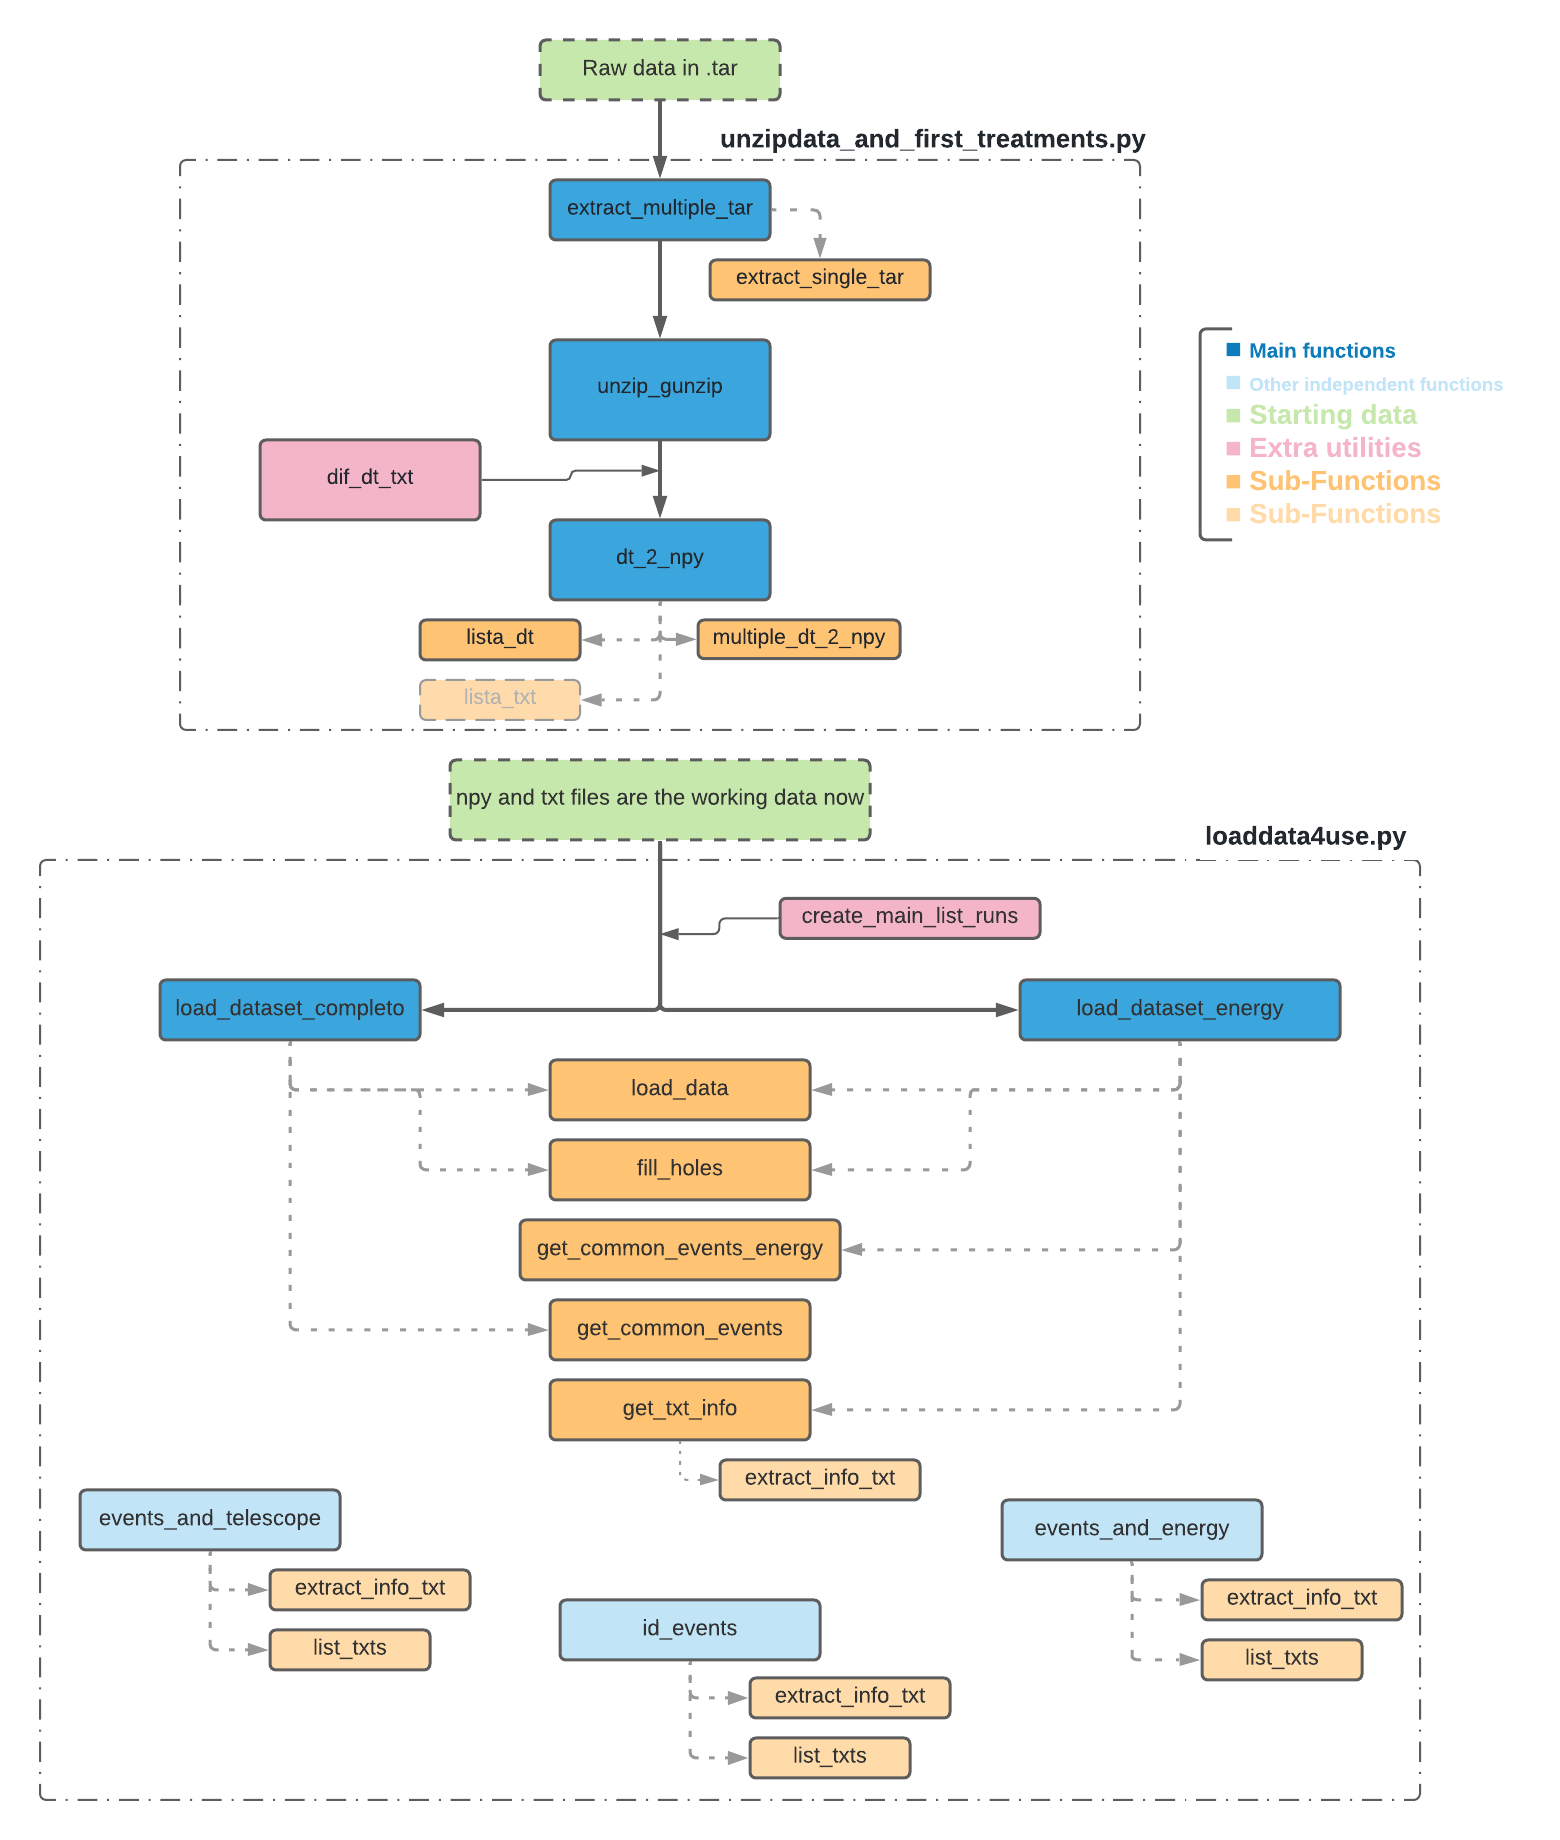 Raw data in .tar
unzipdata_and_first_treatments.py
extract_multiple_tar
extract_single_tar
unzip_gunzip
dif_dt_txt
dt_2_npy
lista_dt
multiple_dt_2_npy
lista_txt
Main functions
Other independent functions
Starting data
Extra utilities
Sub-Functions
Sub-Functions
npy and txt files are the working data now
loaddata4use.py
create_main_list_runs
load_dataset_completo
load_dataset_energy
load_data
fill_holes
get_common_events_energy
get_common_events
get_txt_info
extract_info_txt
events_and_telescope
extract_info_txt
list_txts
id_events
extract_info_txt
list_txts
events_and_energy
extract_info_txt
list_txts